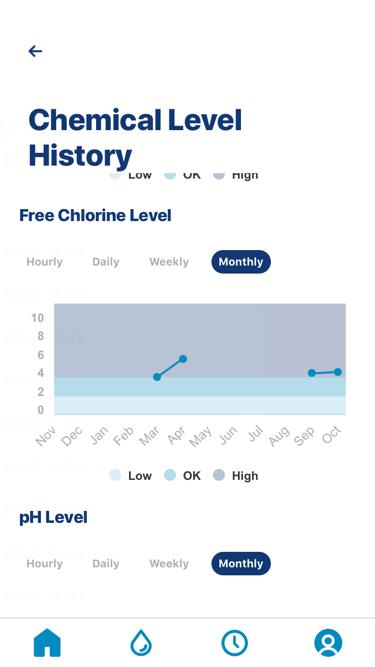 Chemical Level
History
Low OK High
Free Chlorine Level
Hourly Daily Weekly Monthly
10
8
6
4
2
0
Nov Dec Jan Feb Mar Apr May Jun Jul Aug Sep Oct
Low OK High
pH Level
Hourly Daily Weekly Monthly